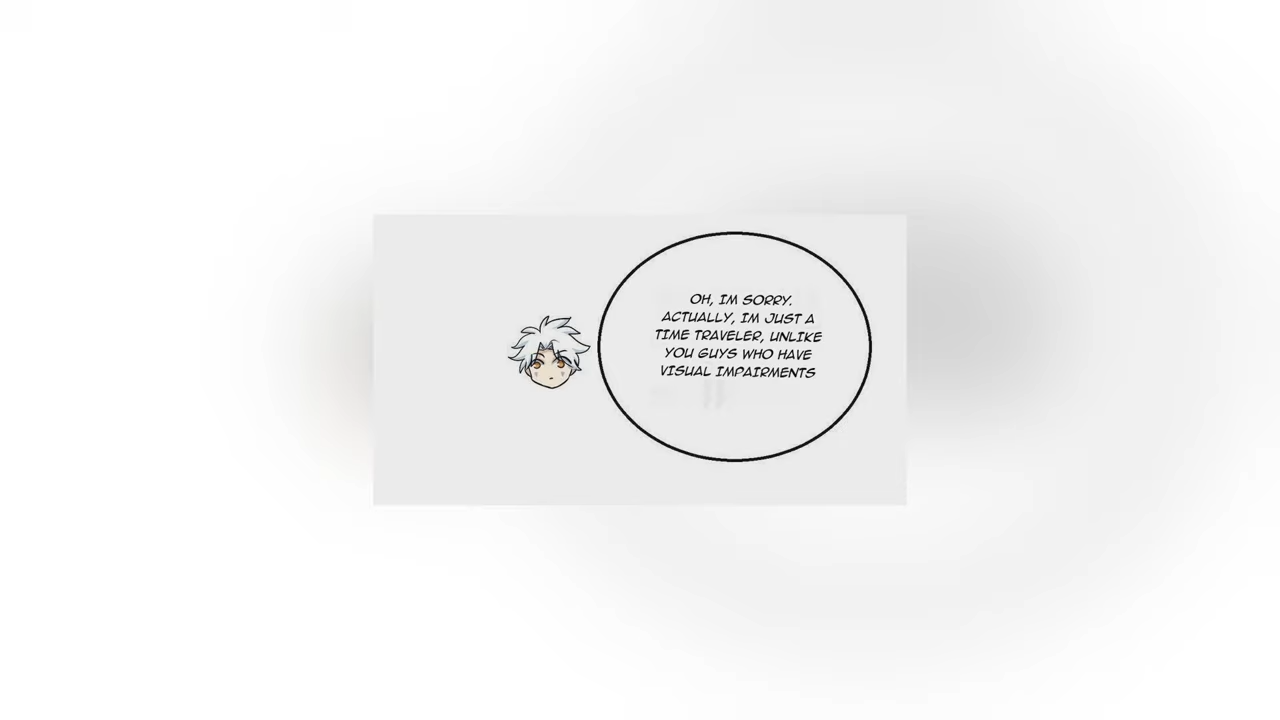 OH, IM SORRY.
ACTUALLY, IM JUST A
TIME TRAVELER, UNLIKE
YOU GUYS WHO HAVE
VISUAL IMPAIRMENTS